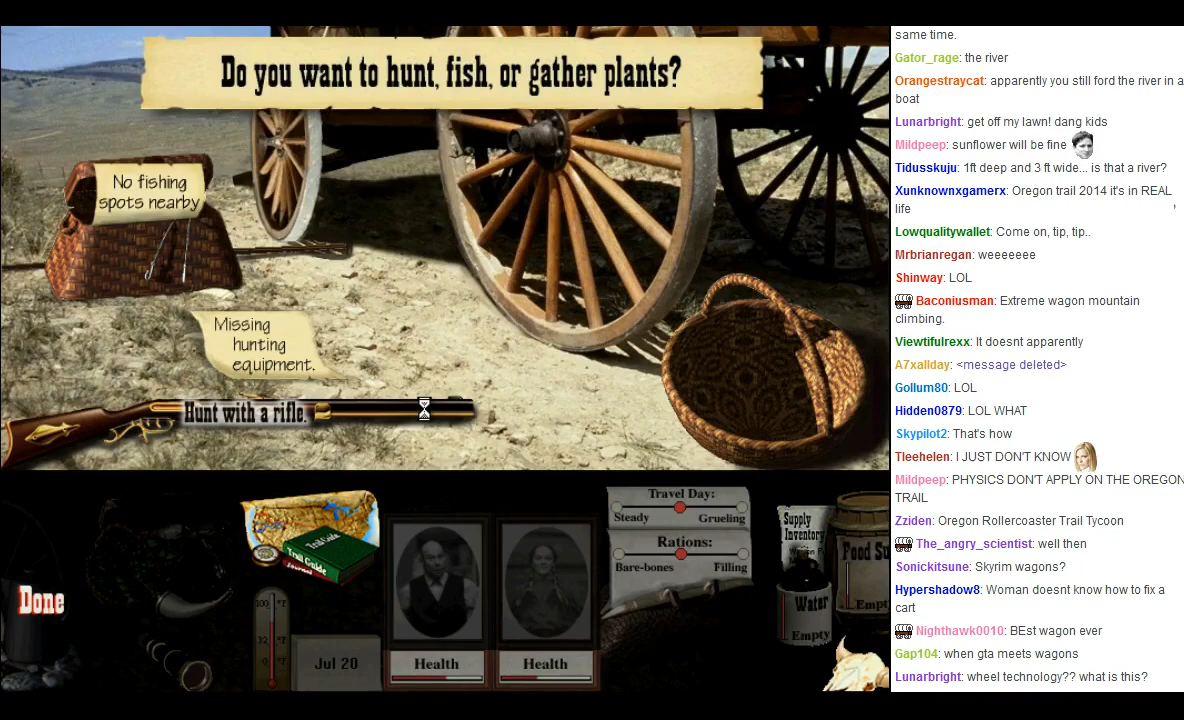 Do you want to hunt, fish, or gather plants?
No fishing
spots nearby
Missing
hunting
equipment.
Hunt with a rifle.
Done
Trail Guide
Trail Guide
100 °F
32 °F
0 °F
Jul 20
Health
Health
Travel Day:
Steady
Grueling
Rations:
Bare-bones
Filling
Supply
Inventory
Water
Empty
Food Su
Empt
same time.
Gator_rage: the river
Orangestraycat: apparently you still ford the river in a
boat
Lunarbright: get off my lawn! dang kids
Mildpeep: sunflower will be fine
Tidusskuju: 1ft deep and 3 ft wide... is that a river?
Xunknownxgamerx: Oregon trail 2014 it's in REAL
life
Lowqualitywallet: Come on, tip, tip..
Mrbrianregan: weeeeeee
Shinway: LOL
Baconiusman: Extreme wagon mountain
climbing.
Viewtifulrexx: It doesnt apparently
A7xallday: <message deleted>
Gollum80: LOL
Hidden0879: LOL WHAT
Skypilot2: That's how
Tleehelen: I JUST DON'T KNOW
Mildpeep: PHYSICS DON'T APPLY ON THE OREGON
TRAIL
Zziden: Oregon Rollercoaster Trail Tycoon
The_angry_scientist: well then
Sonickitsune: Skyrim wagons?
Hypershadow8: Woman doesnt know how to fix a
cart
Nighthawk0010: BEst wagon ever
Gap104: when gta meets wagons
Lunarbright: wheel technology?? what is this?